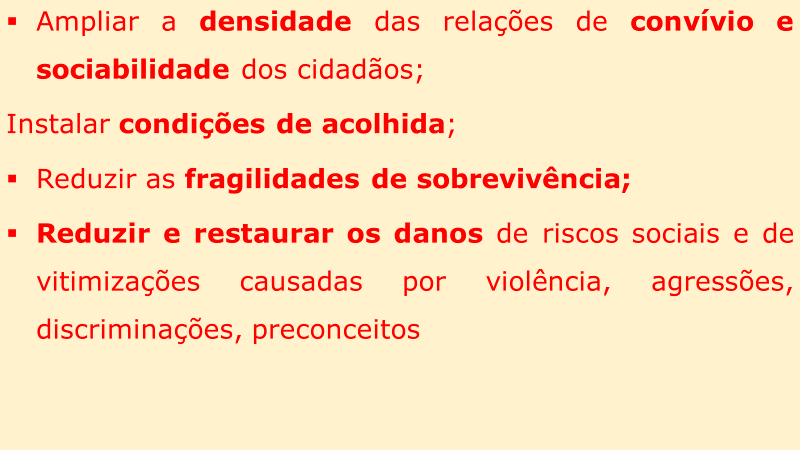 ▪ Ampliar a densidade das relações de convívio e
sociabilidade dos cidadãos;
Instalar condições de acolhida;
▪ Reduzir as fragilidades de sobrevivência;
▪ Reduzir e restaurar os danos de riscos sociais e de
vitimizações causadas por violência, agressões,
discriminações, preconceitos